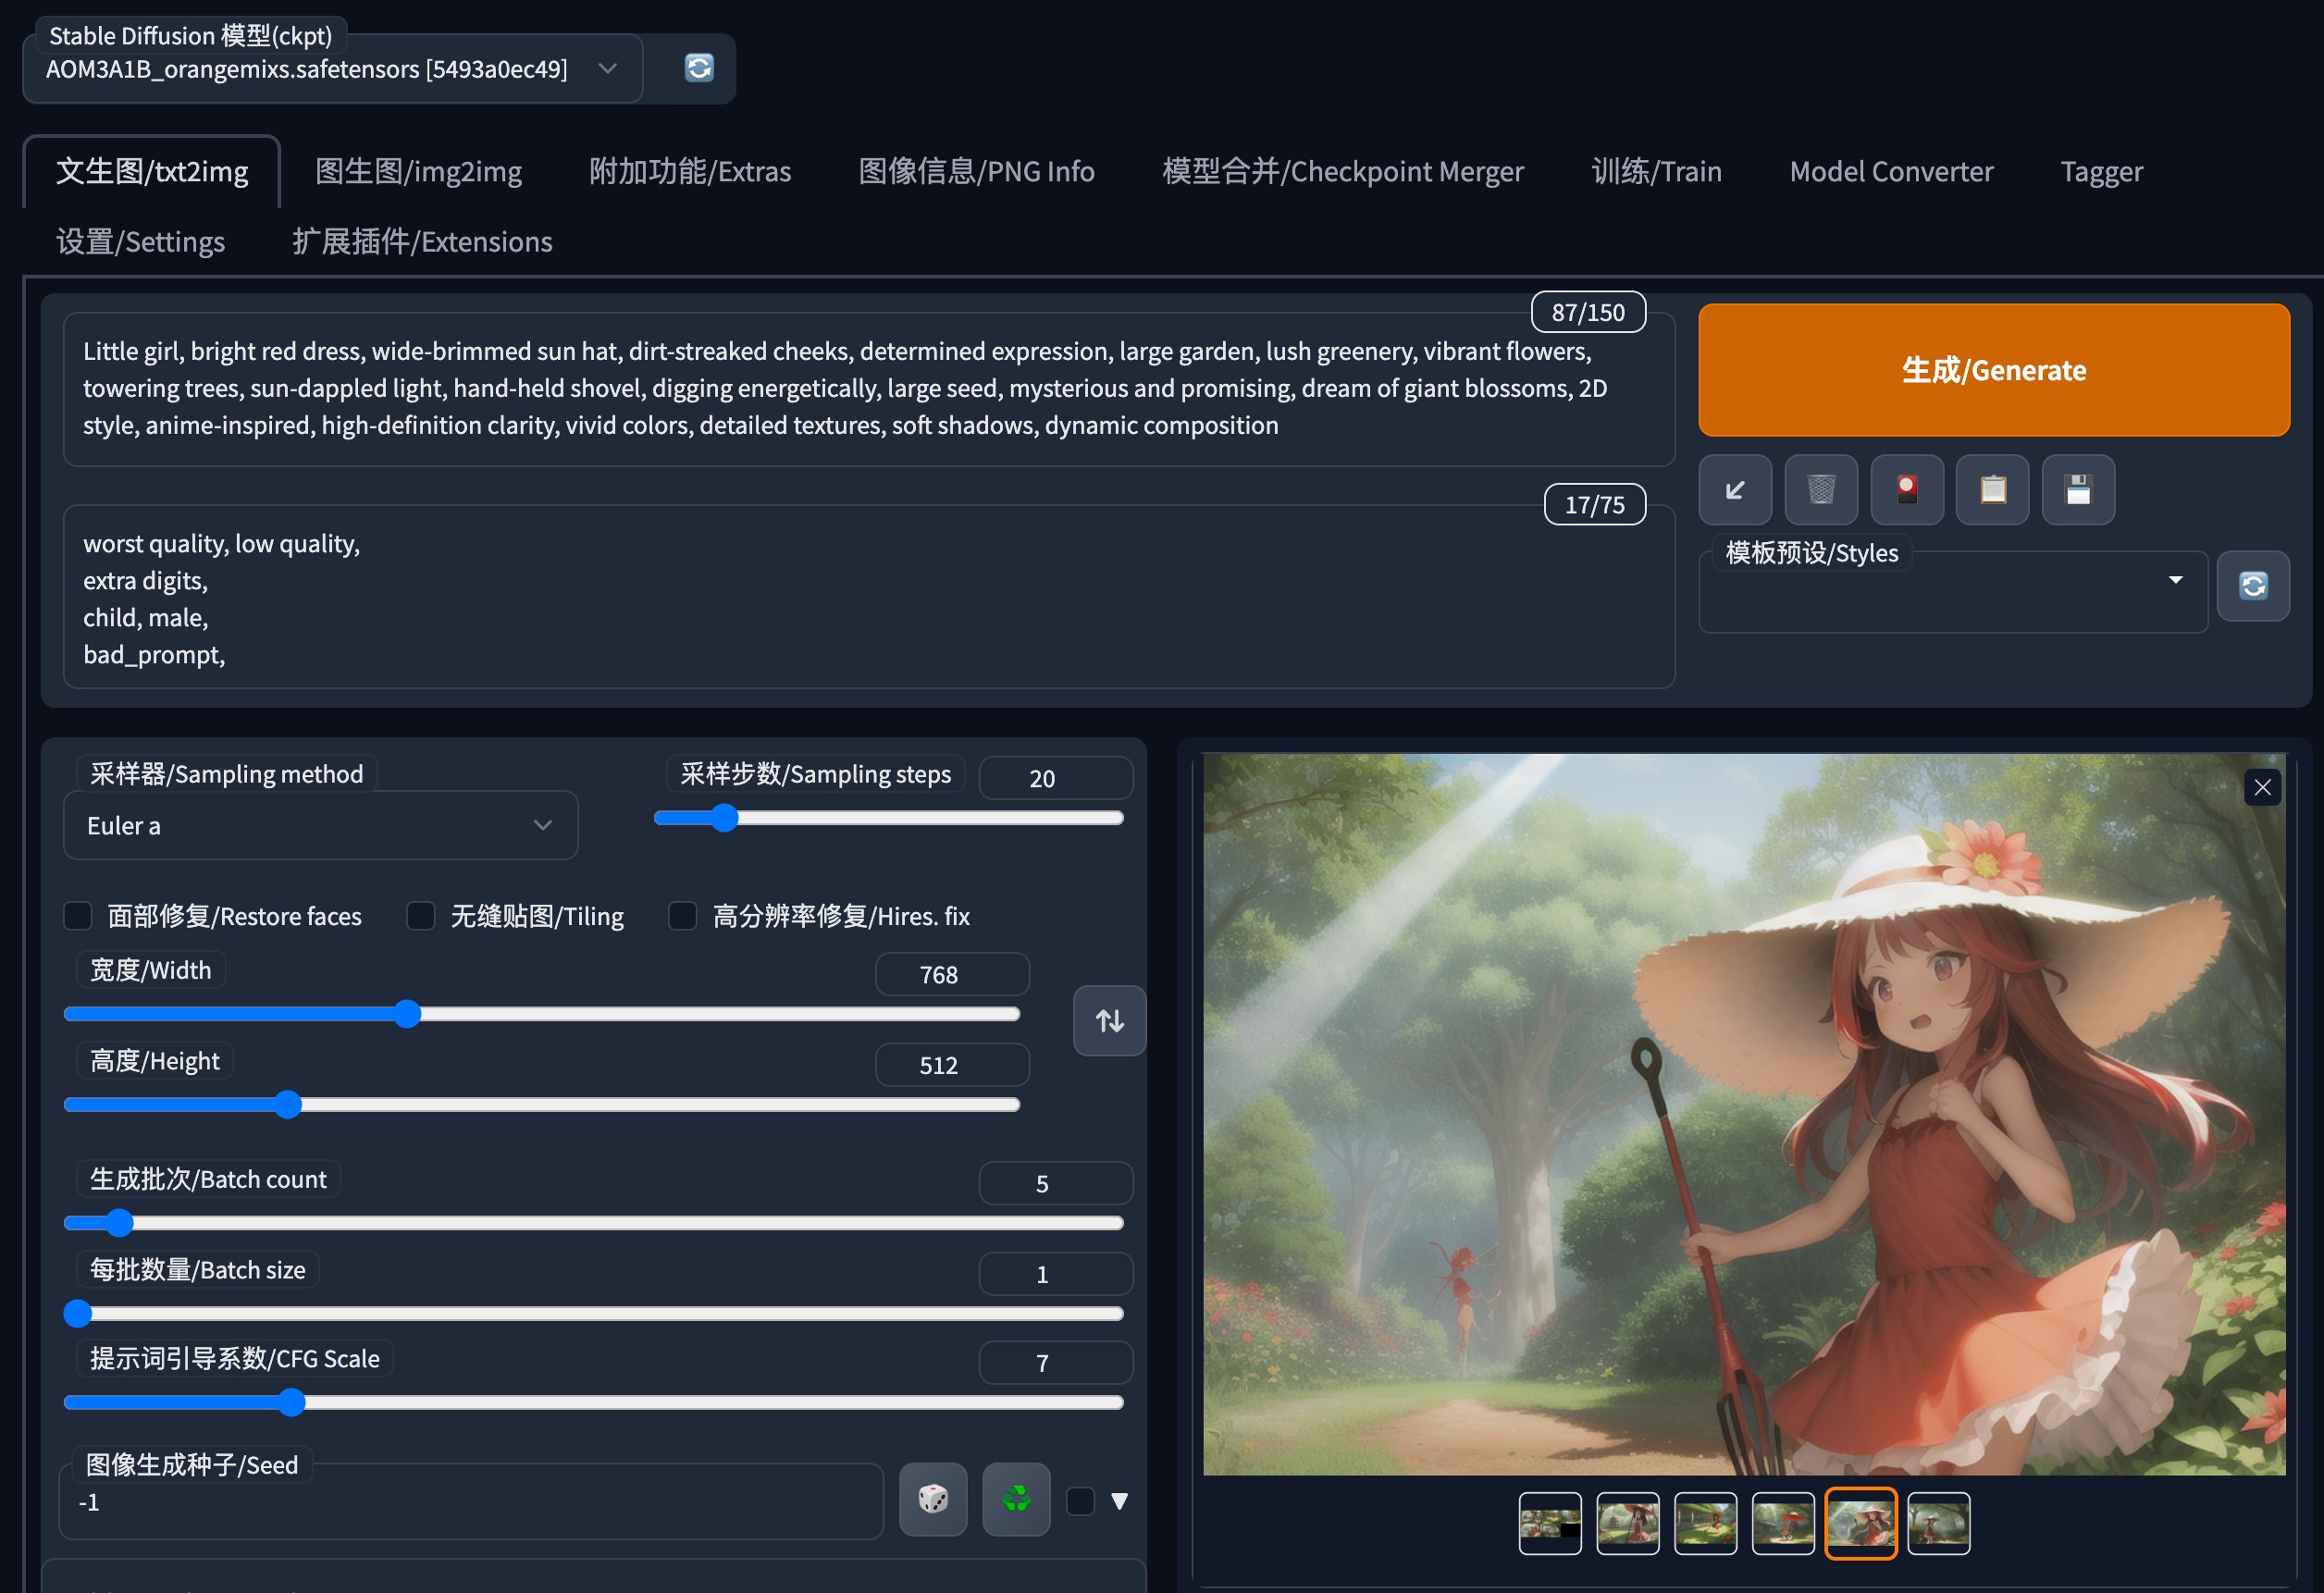 Stable Diffusion 模型(ckpt)
AOM3A1B_orangemixs.safetensors [5493a0ec49]
文生图/txt2img
图生图/img2img
附加功能/Extras
图像信息/PNG Info
模型合并/Checkpoint Merger
训练/Train
Model Converter
Tagger
设置/Settings
扩展插件/Extensions
87/150
Little girl, bright red dress, wide-brimmed sun hat, dirt-streaked cheeks, determined expression, large garden, lush greenery, vibrant flowers,
towering trees, sun-dappled light, hand-held shovel, digging energetically, large seed, mysterious and promising, dream of giant blossoms, 2D
style, anime-inspired, high-definition clarity, vivid colors, detailed textures, soft shadows, dynamic composition
生成/Generate
17/75
worst quality, low quality,
extra digits,
child, male,
bad_prompt,
模板预设/Styles
采样器/Sampling method
Euler a
采样步数/Sampling steps
20
面部修复/Restore faces
无缝贴图/Tiling
高分辨率修复/Hires. fix
宽度/Width
768
高度/Height
512
生成批次/Batch count
5
每批数量/Batch size
1
提示词引导系数/CFG Scale
7
图像生成种子/Seed
-1